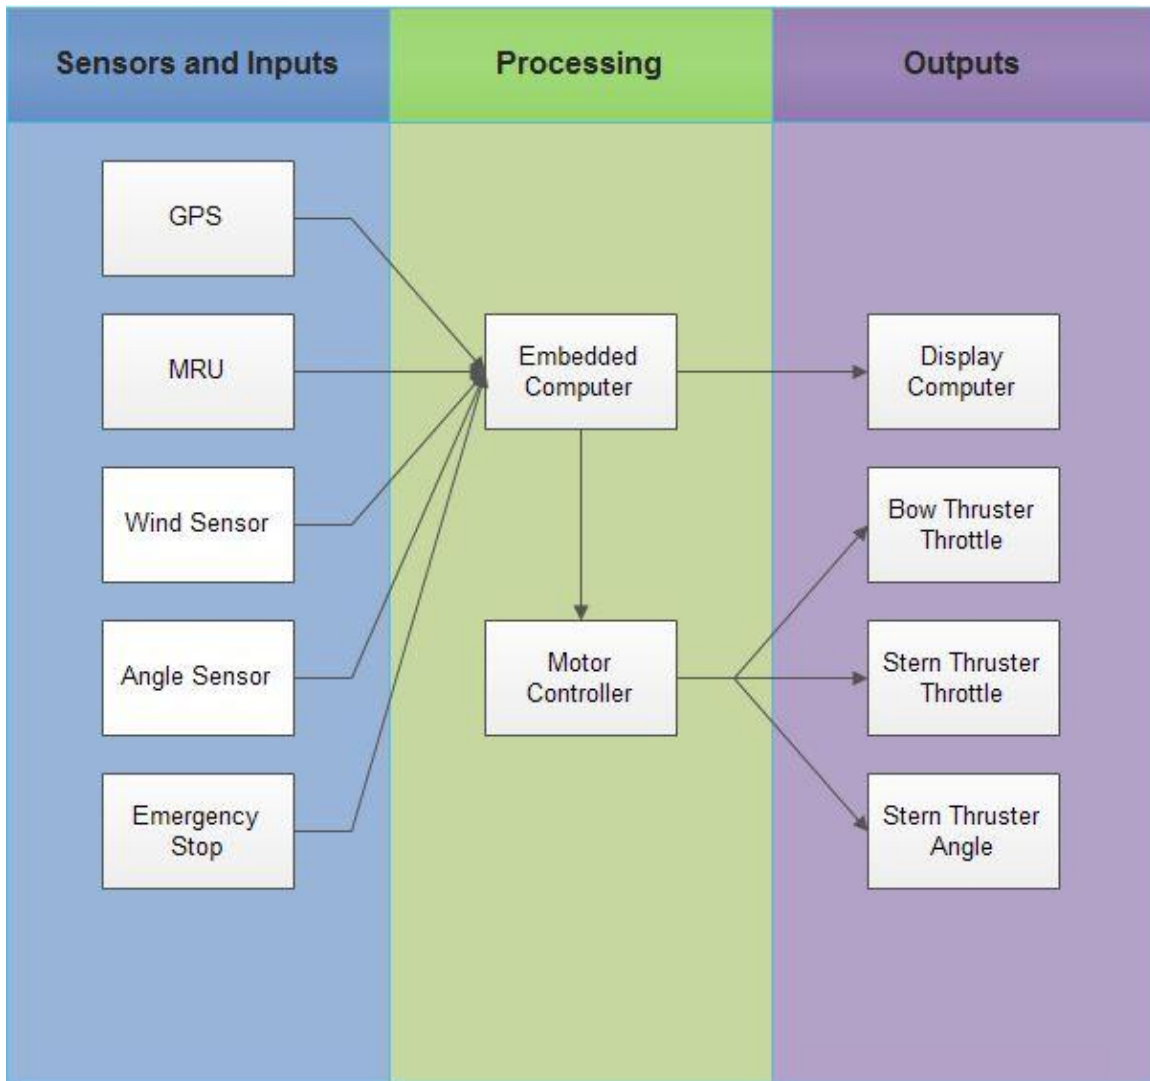 Sensors and Inputs
Processing
Outputs
GPS
MRU
Wind Sensor
Angle Sensor
Emergency
Stop
Embedded
Computer
Motor
Controller
Display
Computer
Bow Thruster
Throttle
Stern Thruster
Throttle
Stern Thruster
Angle